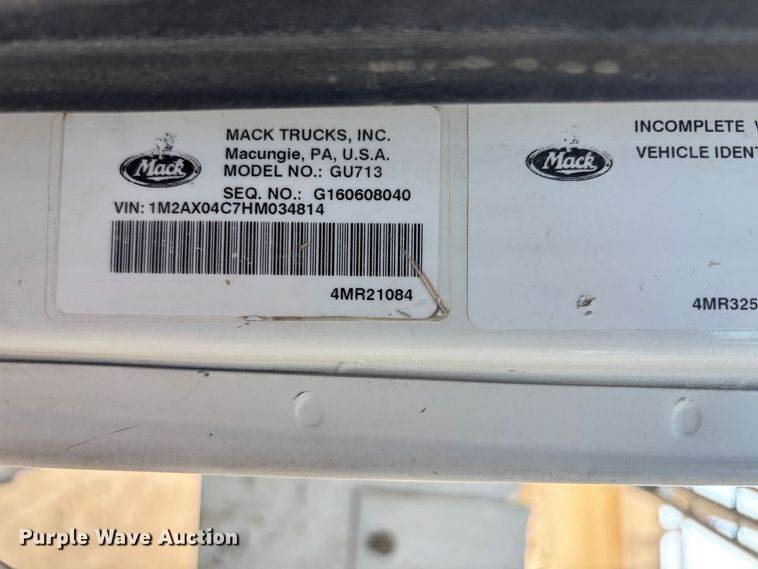 MACK TRUCKS, INC.
Macungie, PA, U.S.A.
MODEL NO.: GU713
Mack
SEQ. NO.: G160608040
VIN: 1M2AX04C7HM034814
4MR21084
INCOMPLETE
VEHICLE IDENT
Mack
4MR325
Purple Wave Auction